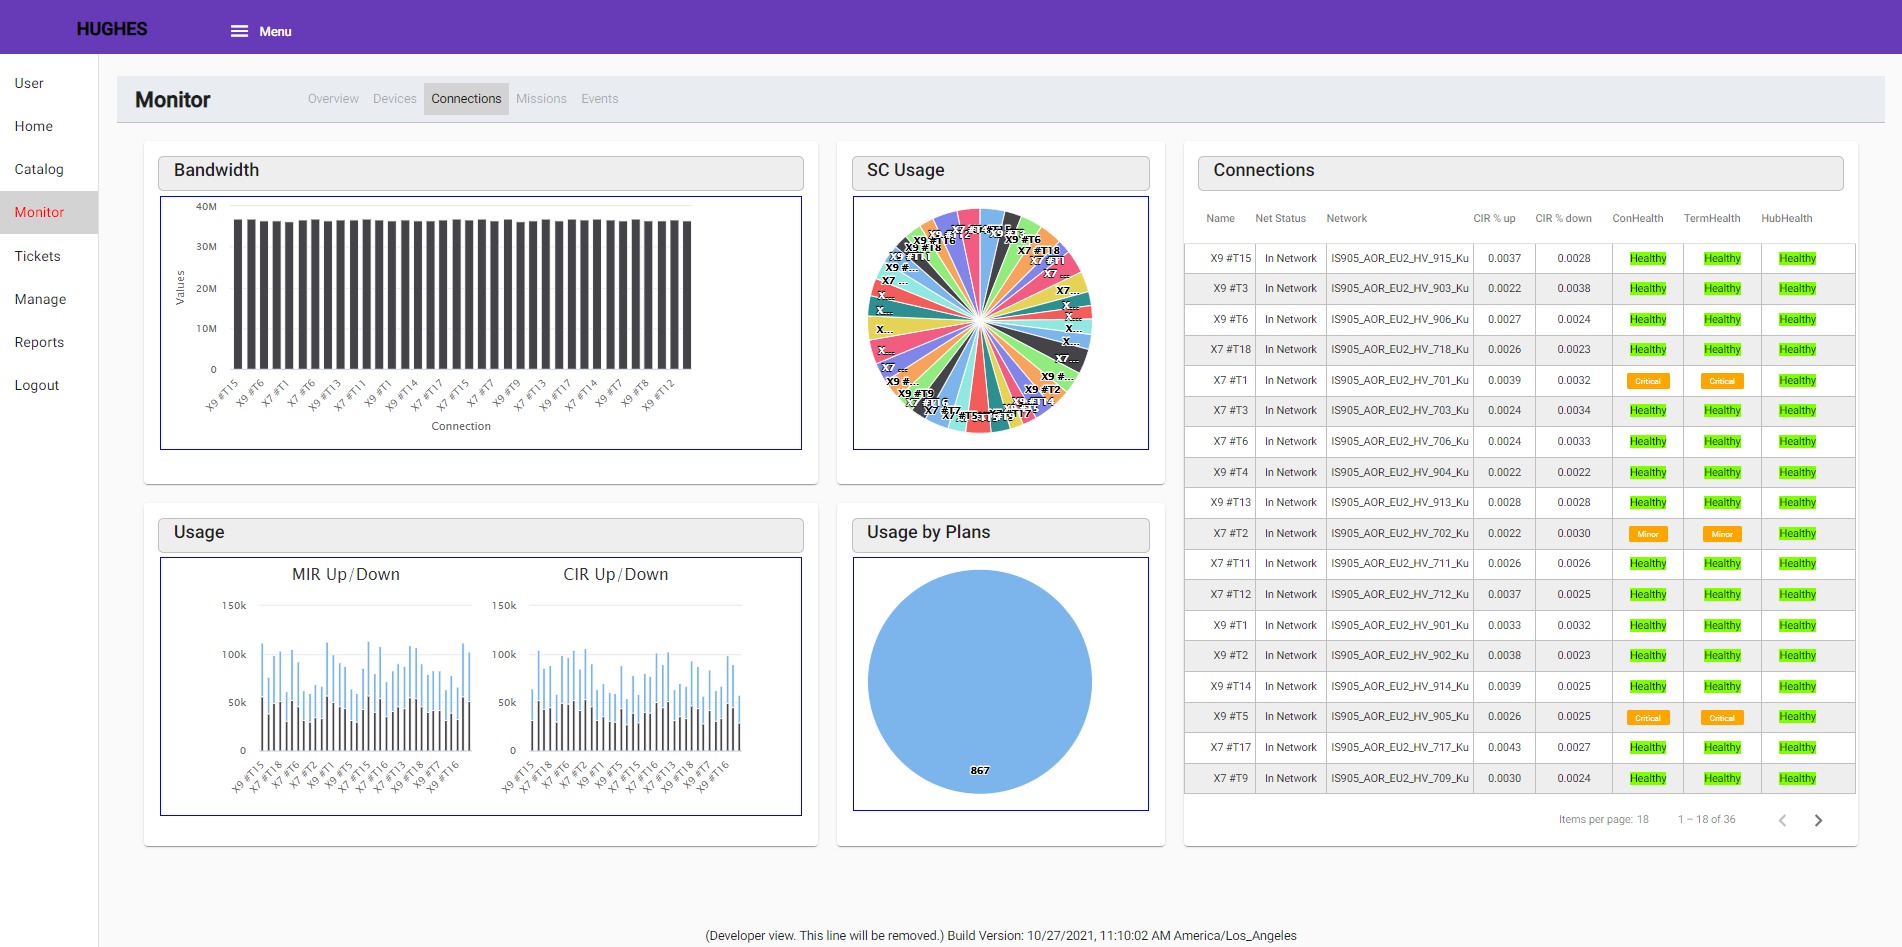 HUGHES
Menu
User
Home
Catalog
Monitor
Tickets
Manage
Reports
Logout
Monitor
Overview Devices Connections Missions Events
Bandwidth
40M
30M
20M
10M
0
Values
X9 #T15 X9 #T6 X7 #T1 X7 #T6 X9 #T13 X7 #T11 X9 #T1 X9 #T14 X7 #T17 X7 #T15 X7 #T7 X9 #T9 X7 #T13 X9 #T17 X7 #T14 X9 #T7 X9 #T8 X9 #T12
Connection
SC Usage
X9 #T6
X7 #T18
X7 #T1
X7 ...
X7...
X...
X...
X...
X...
X7...
X9 #...
X9 #T2
X9 #T9
X9 #...
X7 ...
X...
X...
X...
X...
X7 ...
X9 #...
Usage
MIR Up/Down
150k
100k
50k
0
X9 #T15 X7 #T18 X7 #T6 X7 #T2 X9 #T1 X9 #T5 X7 #T15 X7 #T16 X7 #T13 X9 #T18 X9 #T7 X9 #T16
CIR Up/Down
150k
100k
50k
0
X9 #T15 X7 #T18 X7 #T6 X7 #T2 X9 #T1 X9 #T5 X7 #T15 X7 #T16 X7 #T13 X9 #T18 X9 #T7 X9 #T16
Usage by Plans
867
Connections
Name Net Status Network CIR % up CIR % down ConHealth TermHealth HubHealth
X9 #T15 In Network IS905_AOR_EU2_HV_915_Ku 0.0037 0.0028 Healthy Healthy Healthy
X9 #T3 In Network IS905_AOR_EU2_HV_903_Ku 0.0022 0.0038 Healthy Healthy Healthy
X9 #T6 In Network IS905_AOR_EU2_HV_906_Ku 0.0027 0.0024 Healthy Healthy Healthy
X7 #T18 In Network IS905_AOR_EU2_HV_718_Ku 0.0026 0.0023 Healthy Healthy Healthy
X7 #T1 In Network IS905_AOR_EU2_HV_701_Ku 0.0039 0.0032 Critical Critical Healthy
X7 #T3 In Network IS905_AOR_EU2_HV_703_Ku 0.0024 0.0034 Healthy Healthy Healthy
X7 #T6 In Network IS905_AOR_EU2_HV_706_Ku 0.0024 0.0033 Healthy Healthy Healthy
X9 #T4 In Network IS905_AOR_EU2_HV_904_Ku 0.0022 0.0022 Healthy Healthy Healthy
X9 #T13 In Network IS905_AOR_EU2_HV_913_Ku 0.0028 0.0028 Healthy Healthy Healthy
X7 #T2 In Network IS905_AOR_EU2_HV_702_Ku 0.0022 0.0030 Minor Minor Healthy
X7 #T11 In Network IS905_AOR_EU2_HV_711_Ku 0.0026 0.0026 Healthy Healthy Healthy
X7 #T12 In Network IS905_AOR_EU2_HV_712_Ku 0.0037 0.0025 Healthy Healthy Healthy
X9 #T1 In Network IS905_AOR_EU2_HV_901_Ku 0.0033 0.0032 Healthy Healthy Healthy
X9 #T2 In Network IS905_AOR_EU2_HV_902_Ku 0.0038 0.0023 Healthy Healthy Healthy
X9 #T14 In Network IS905_AOR_EU2_HV_914_Ku 0.0039 0.0025 Healthy Healthy Healthy
X9 #T5 In Network IS905_AOR_EU2_HV_905_Ku 0.0026 0.0025 Critical Critical Healthy
X7 #T17 In Network IS905_AOR_EU2_HV_717_Ku 0.0043 0.0027 Healthy Healthy Healthy
X7 #T9 In Network IS905_AOR_EU2_HV_709_Ku 0.0030 0.0024 Healthy Healthy Healthy
Items per page: 18 1 – 18 of 36
(Developer view. This line will be removed.) Build Version: 10/27/2021, 11:10:02 AM America/Los_Angeles